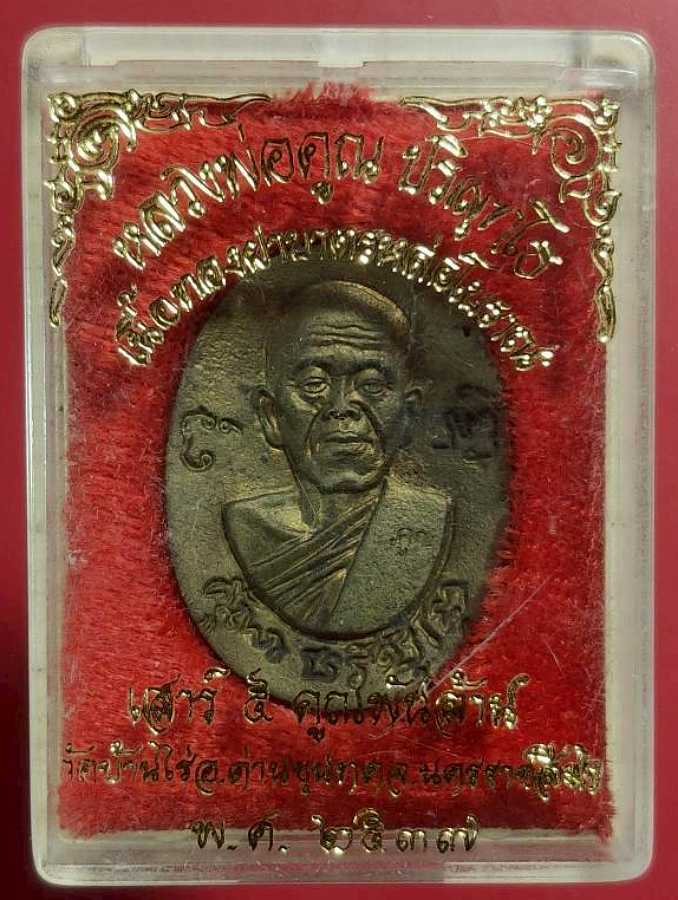 หลวงพ่อคูณ ปริสุทฺโธ
เนื้อทองฝาบาตรหล่อโบราณ
เสาร์ ๕ คูณพันล้าน
วัดบ้านไร่ อ.ด่านขุนทด จ.นครราชสีมา
พ.ศ. ๒๕๓๗